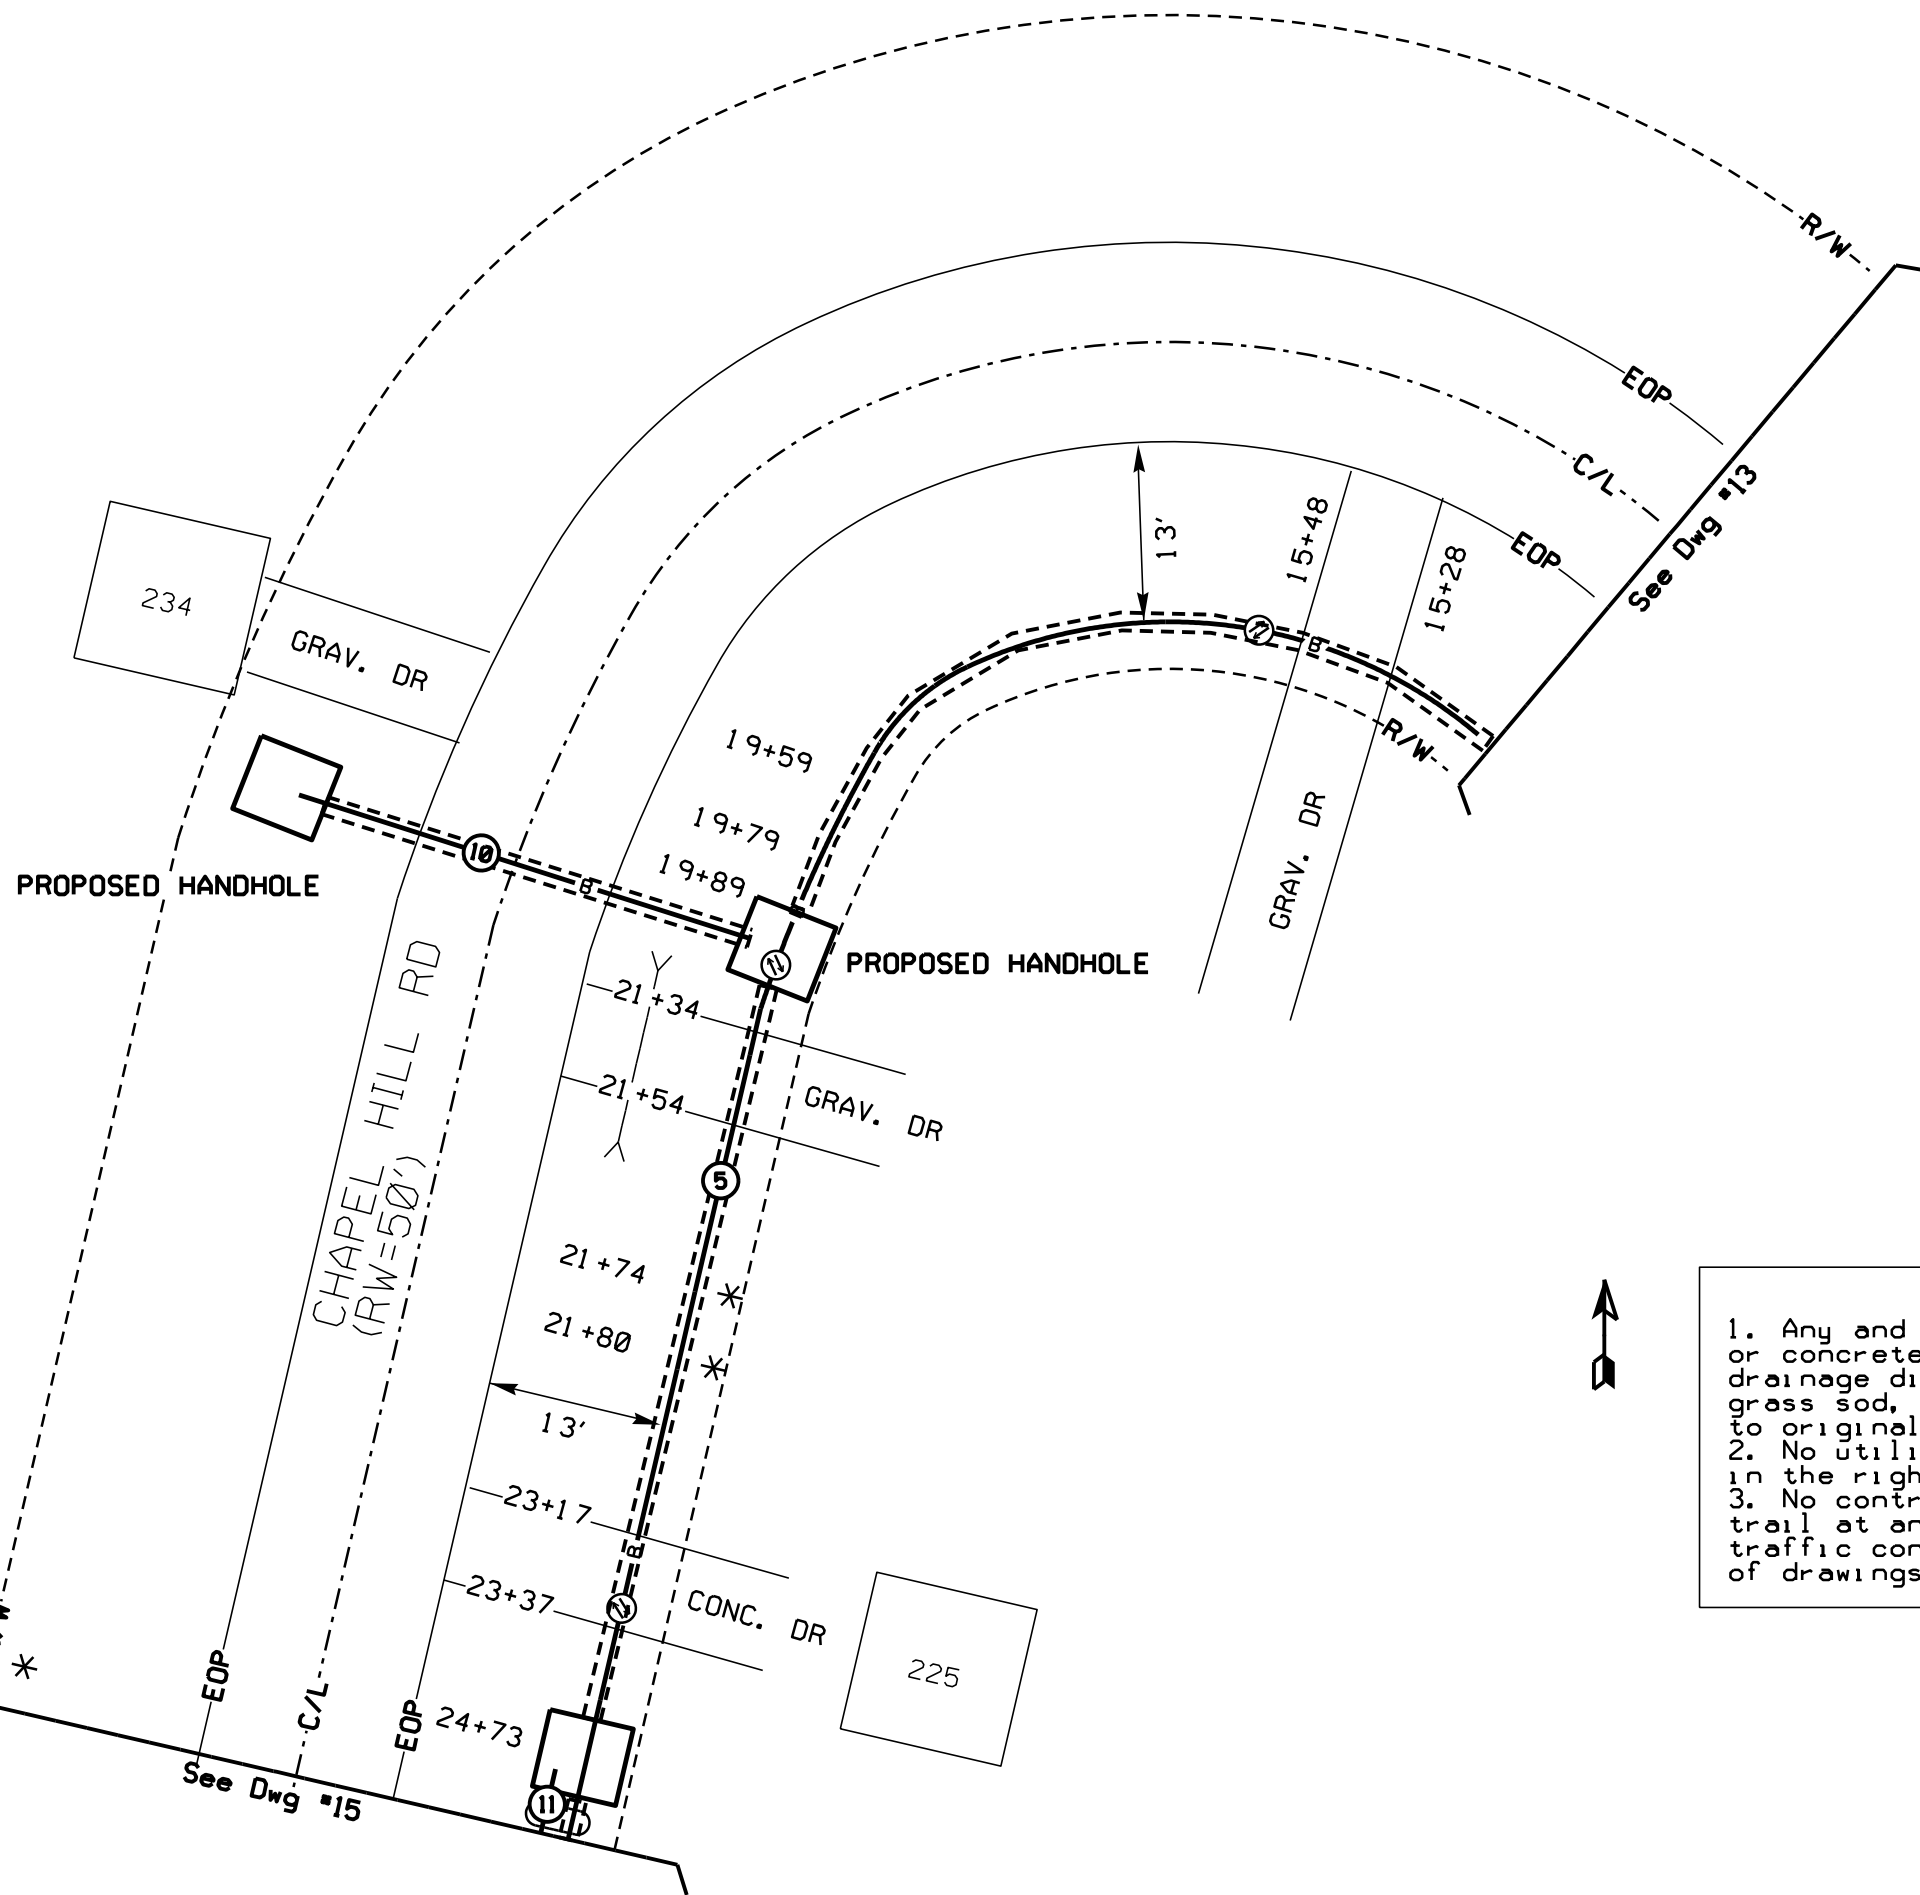 R/W
EOP
C/L
See Dwg #13
EOP
13'
15+48
15+28
R/W
234
GRAV. DR
B
19+59
19+79
19+89
10
B
PROPOSED HANDHOLE
PROPOSED HANDHOLE
GRAV. DR
CHAPEL HILL RD
(RW=50')
21+34
21+54
GRAV. DR
5
21+74
21+80
13'
23+17
B
23+37
CONC. DR
225
EOP
C/L
EOP
24+73
See Dwg #15
11
1. Any and
or concrete
drainage di
grass sod,
to original
2. No utili
in the righ
3. No contr
trail at an
traffic con
of drawings